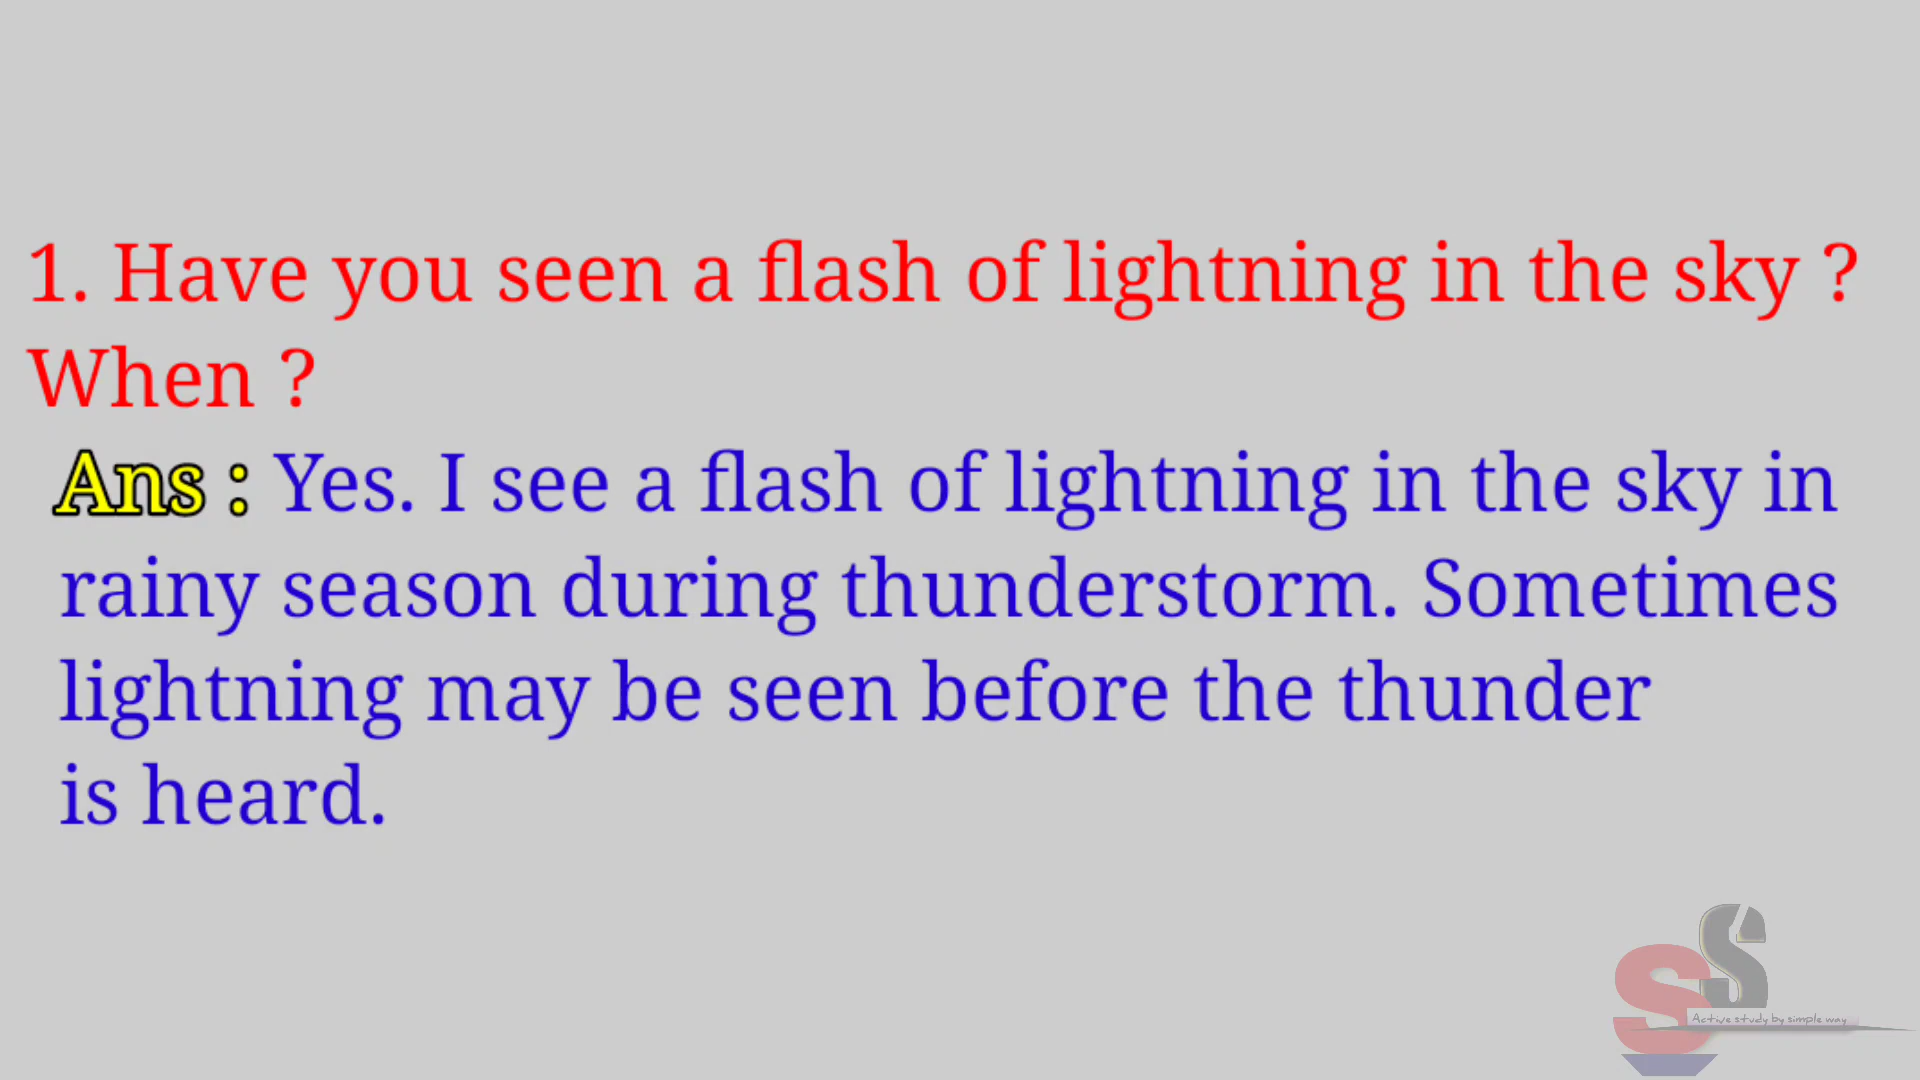 1. Have you seen a flash of lightning in the sky ?
When ?
Ans : Yes. I see a flash of lightning in the sky in
rainy season during thunderstorm. Sometimes
lightning may be seen before the thunder
is heard.
SS
Active study by simple way